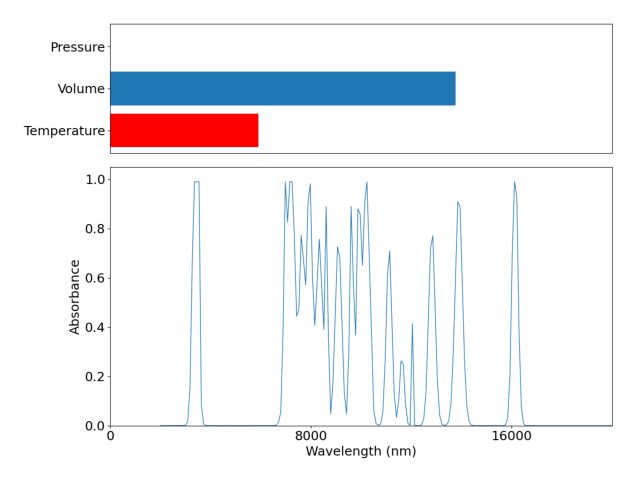 Pressure
Volume
Temperature
1.0
0.8
0.6
0.4
0.2
0.0
Absorbance
0 8000 16000
Wavelength (nm)